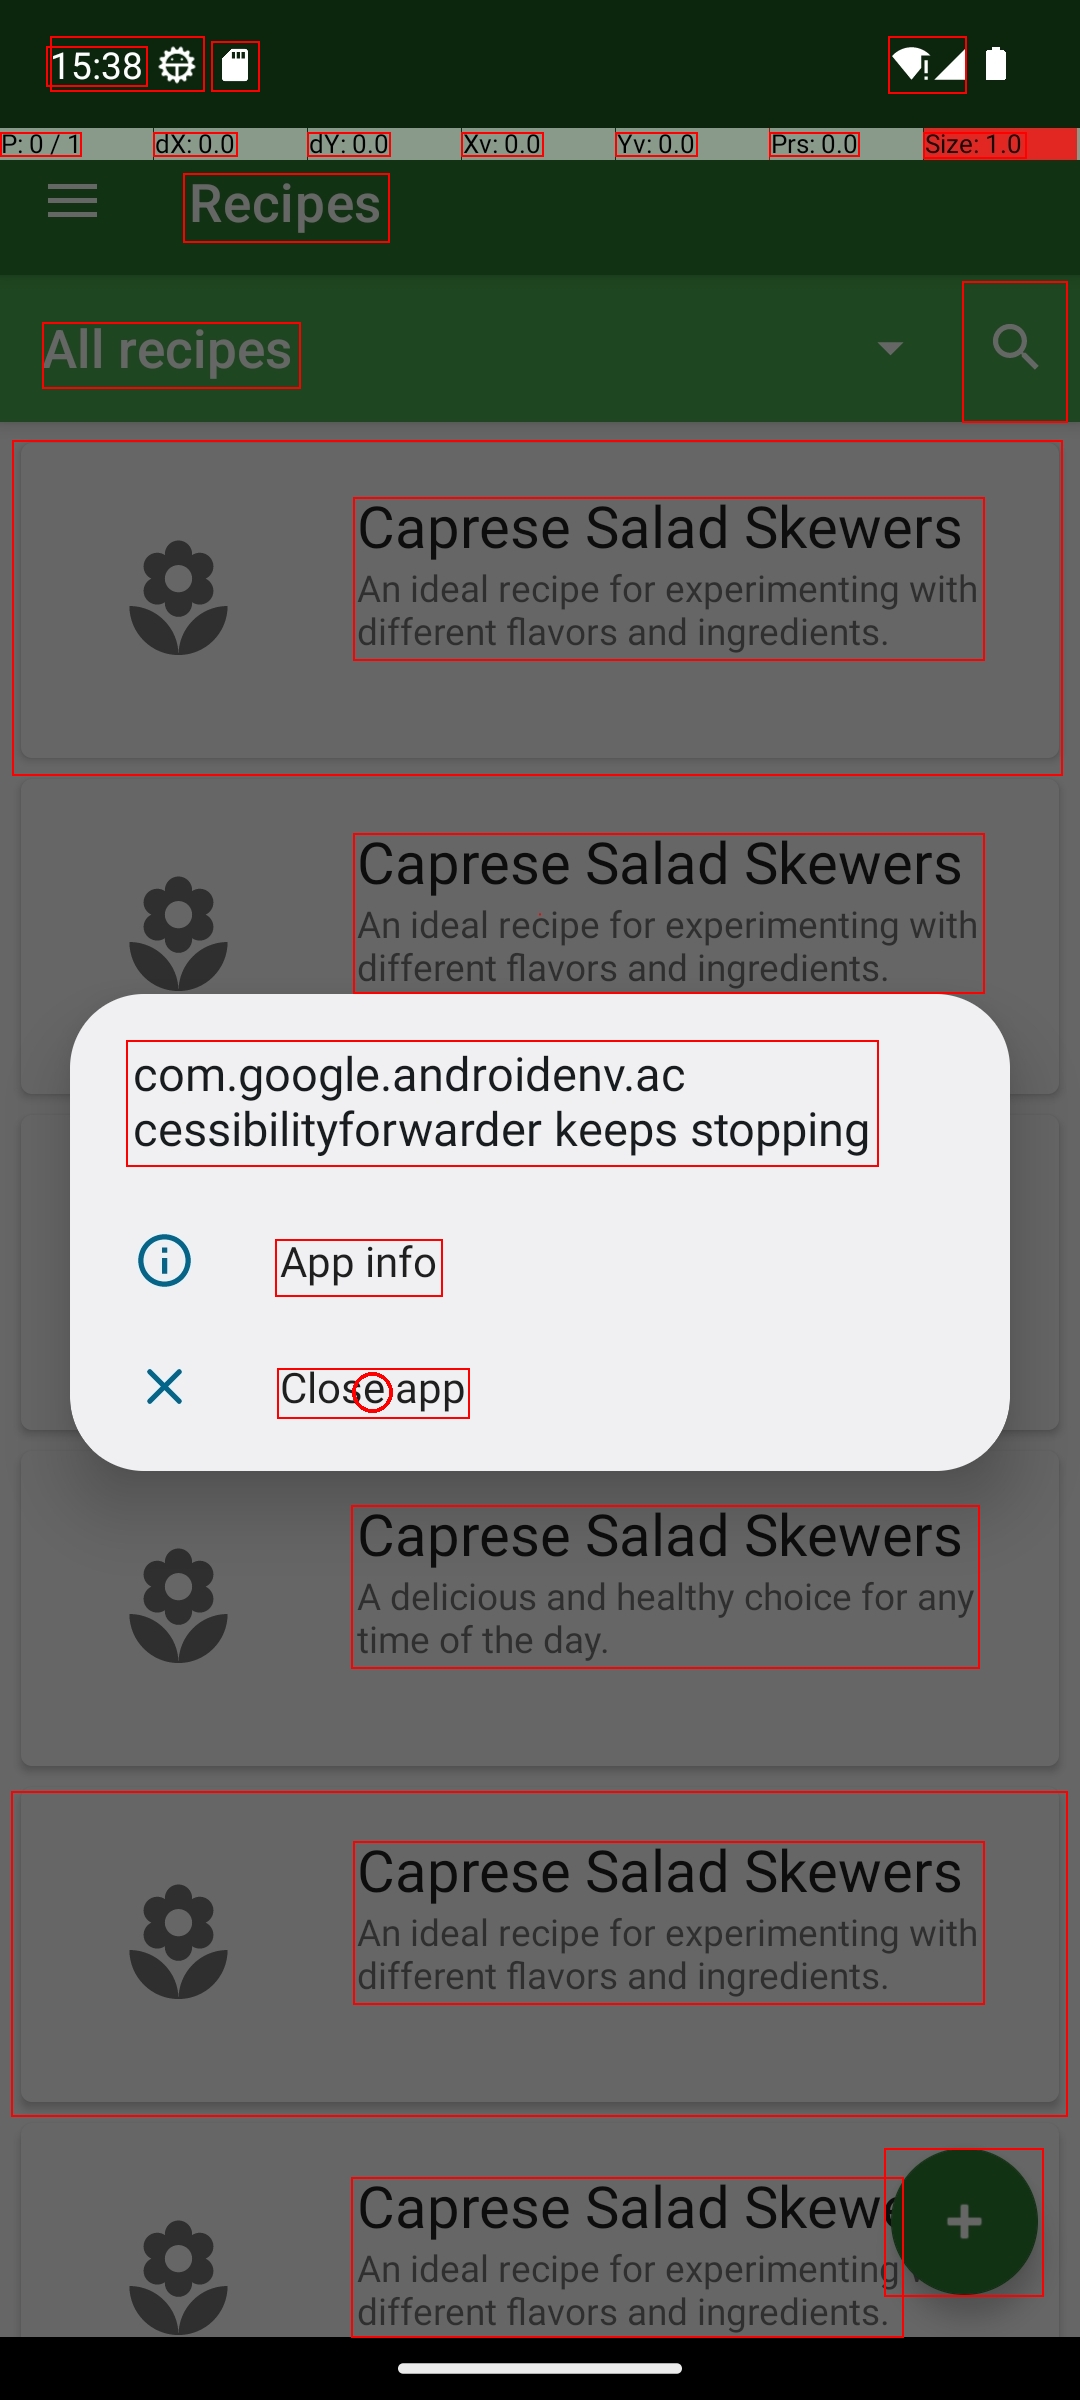 15:38
P: 0 / 1 dX: 0.0 dY: 0.0 Xv: 0.0 Yv: 0.0 Prs: 0.0 Size: 1.0
Recipes
All recipes
Caprese Salad Skewers
An ideal recipe for experimenting with
different flavors and ingredients.
Caprese Salad Skewers
An ideal recipe for experimenting with
different flavors and ingredients.
com.google.androidenv.ac
cessibilityforwarder keeps stopping
App info
Close app
Caprese Salad Skewers
A delicious and healthy choice for any
time of the day.
Caprese Salad Skewers
An ideal recipe for experimenting with
different flavors and ingredients.
Caprese Salad Skewe
An ideal recipe for experimenting
different flavors and ingredients.